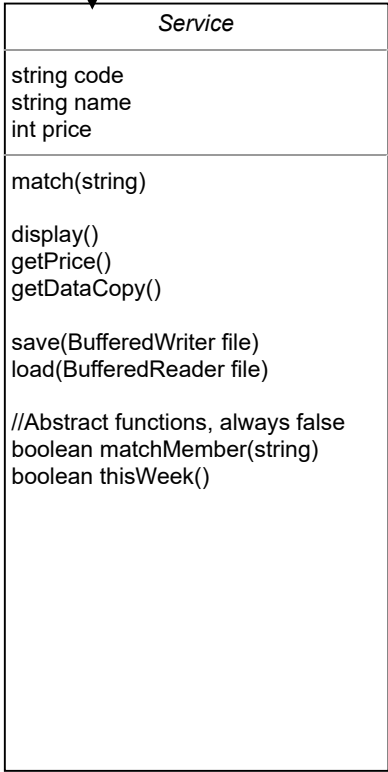 Service
string code
string name
int price
match(string)
display()
getPrice()
getDataCopy()
save(BufferedWriter file)
load(BufferedReader file)
//Abstract functions, always false
boolean matchMember(string)
boolean thisWeek()